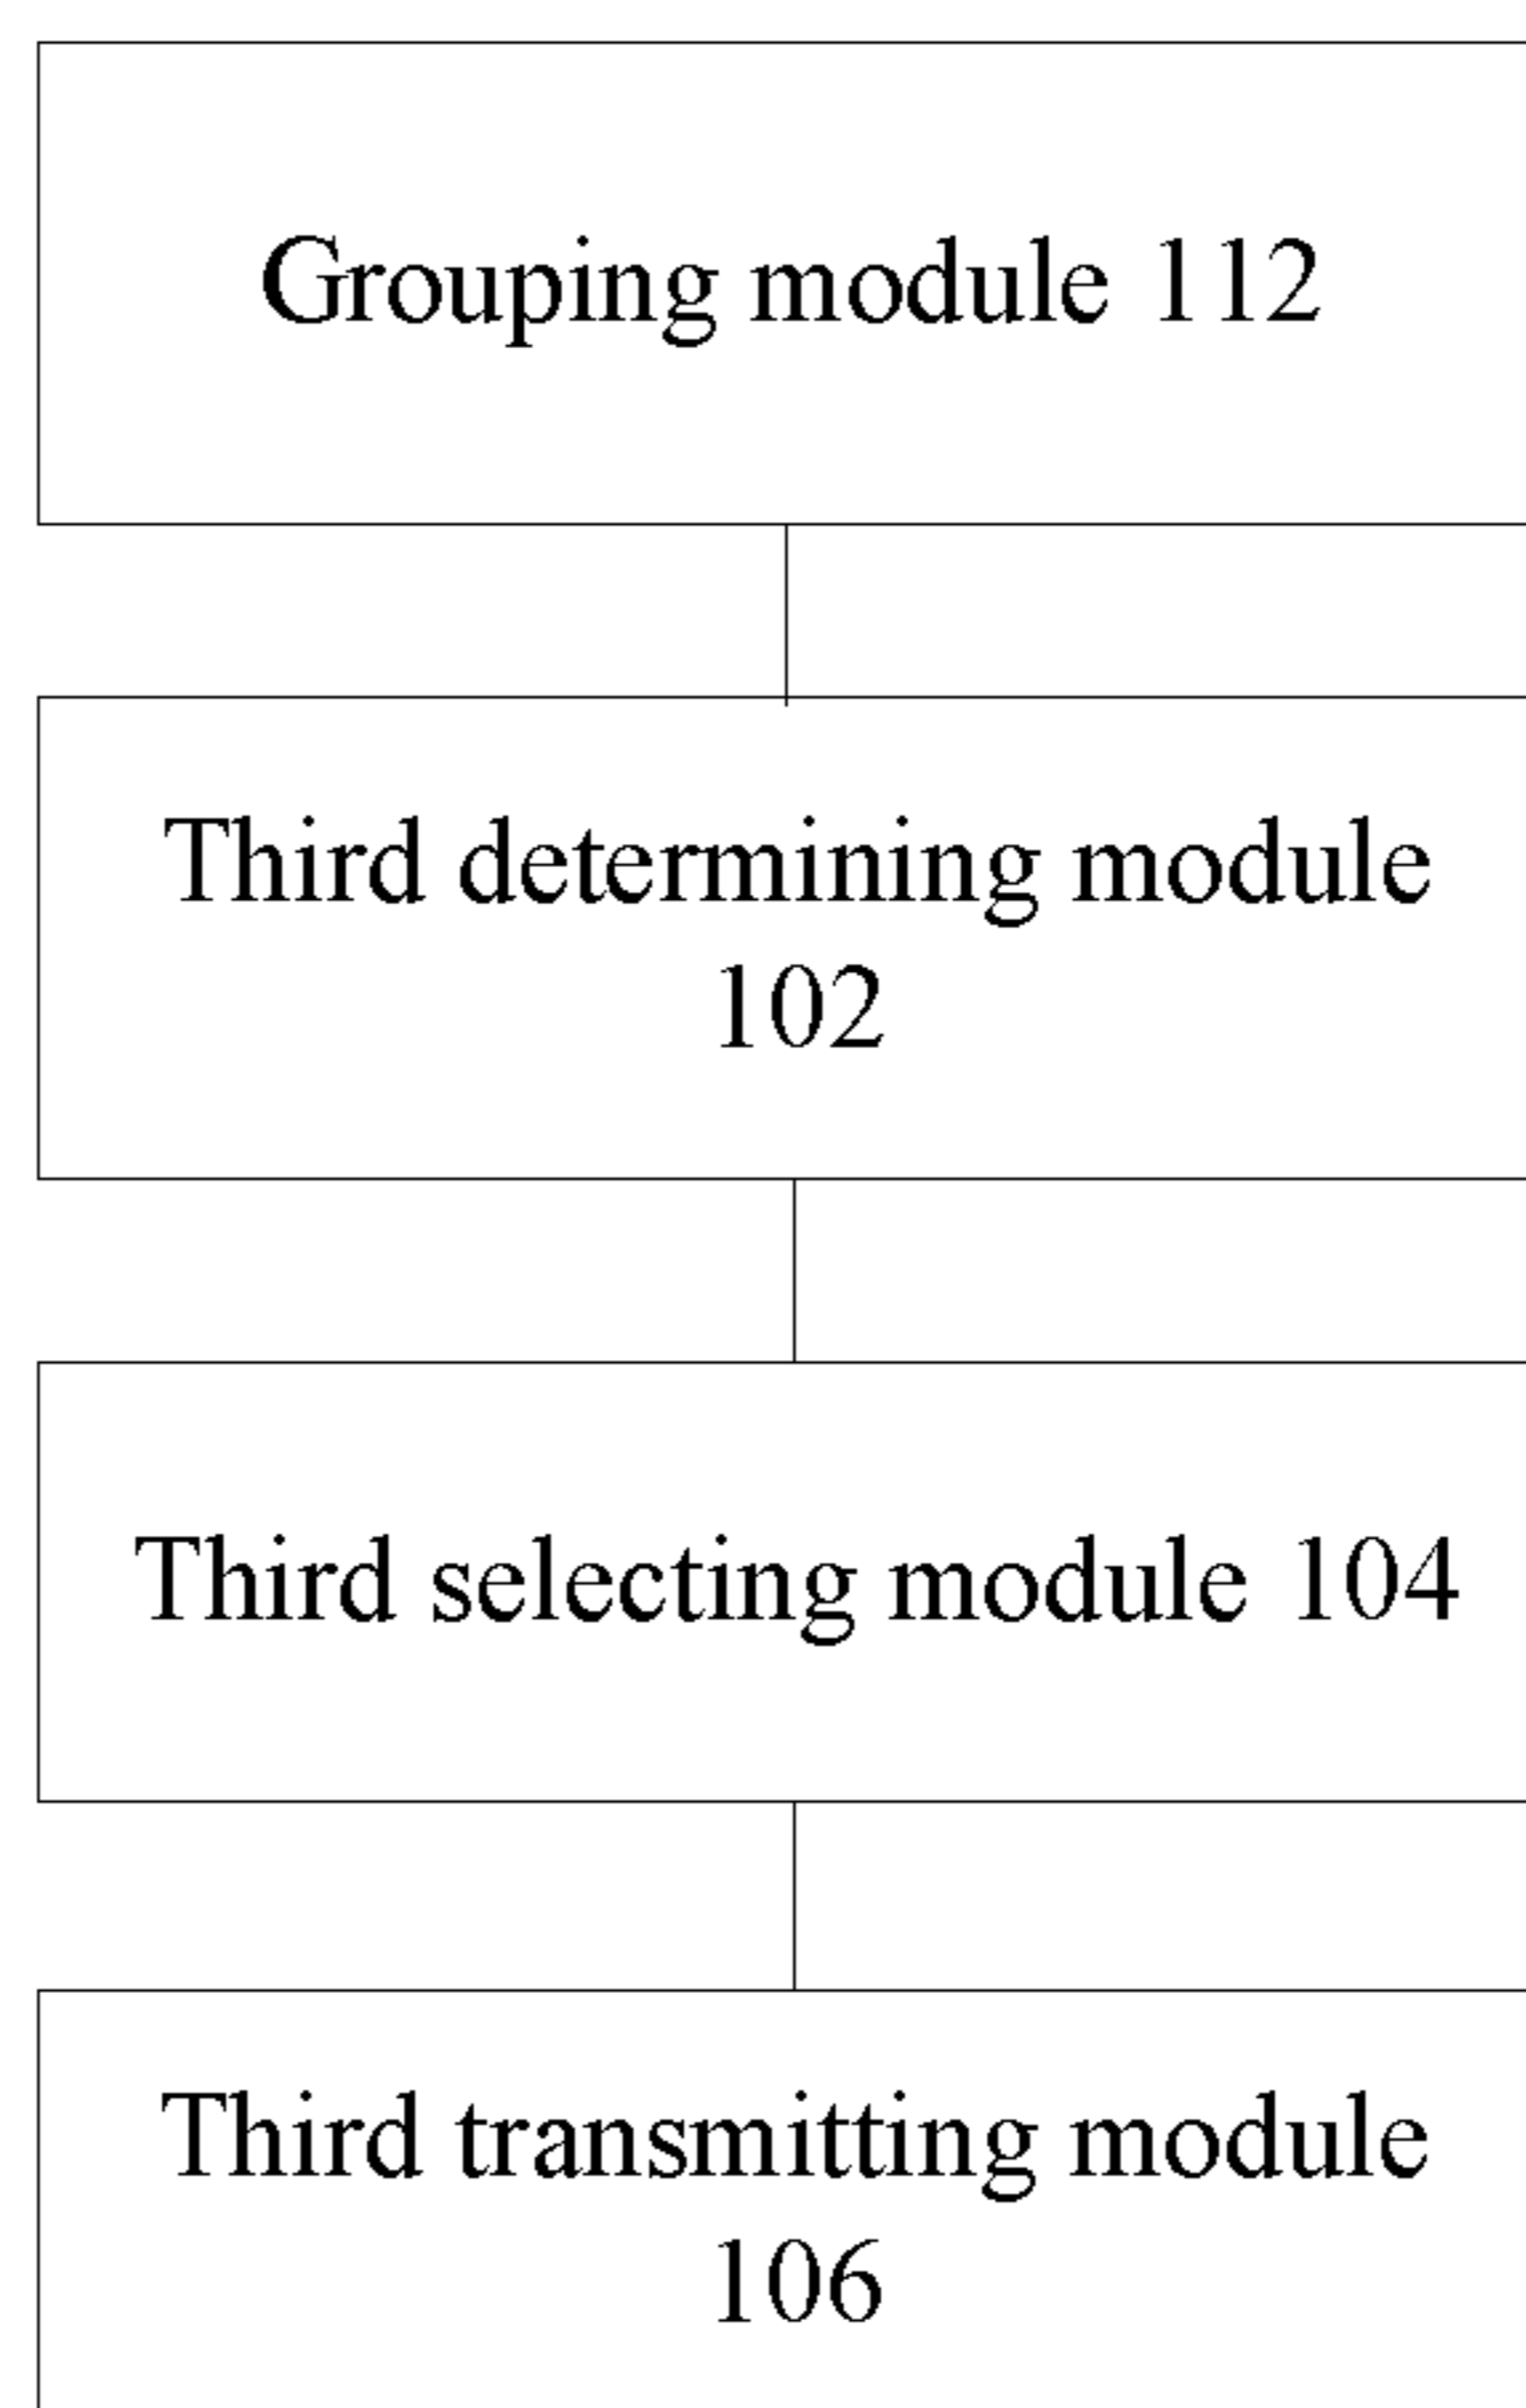 Grouping module 112
Third determining module
102
Third selecting module 104
Third transmitting module
106